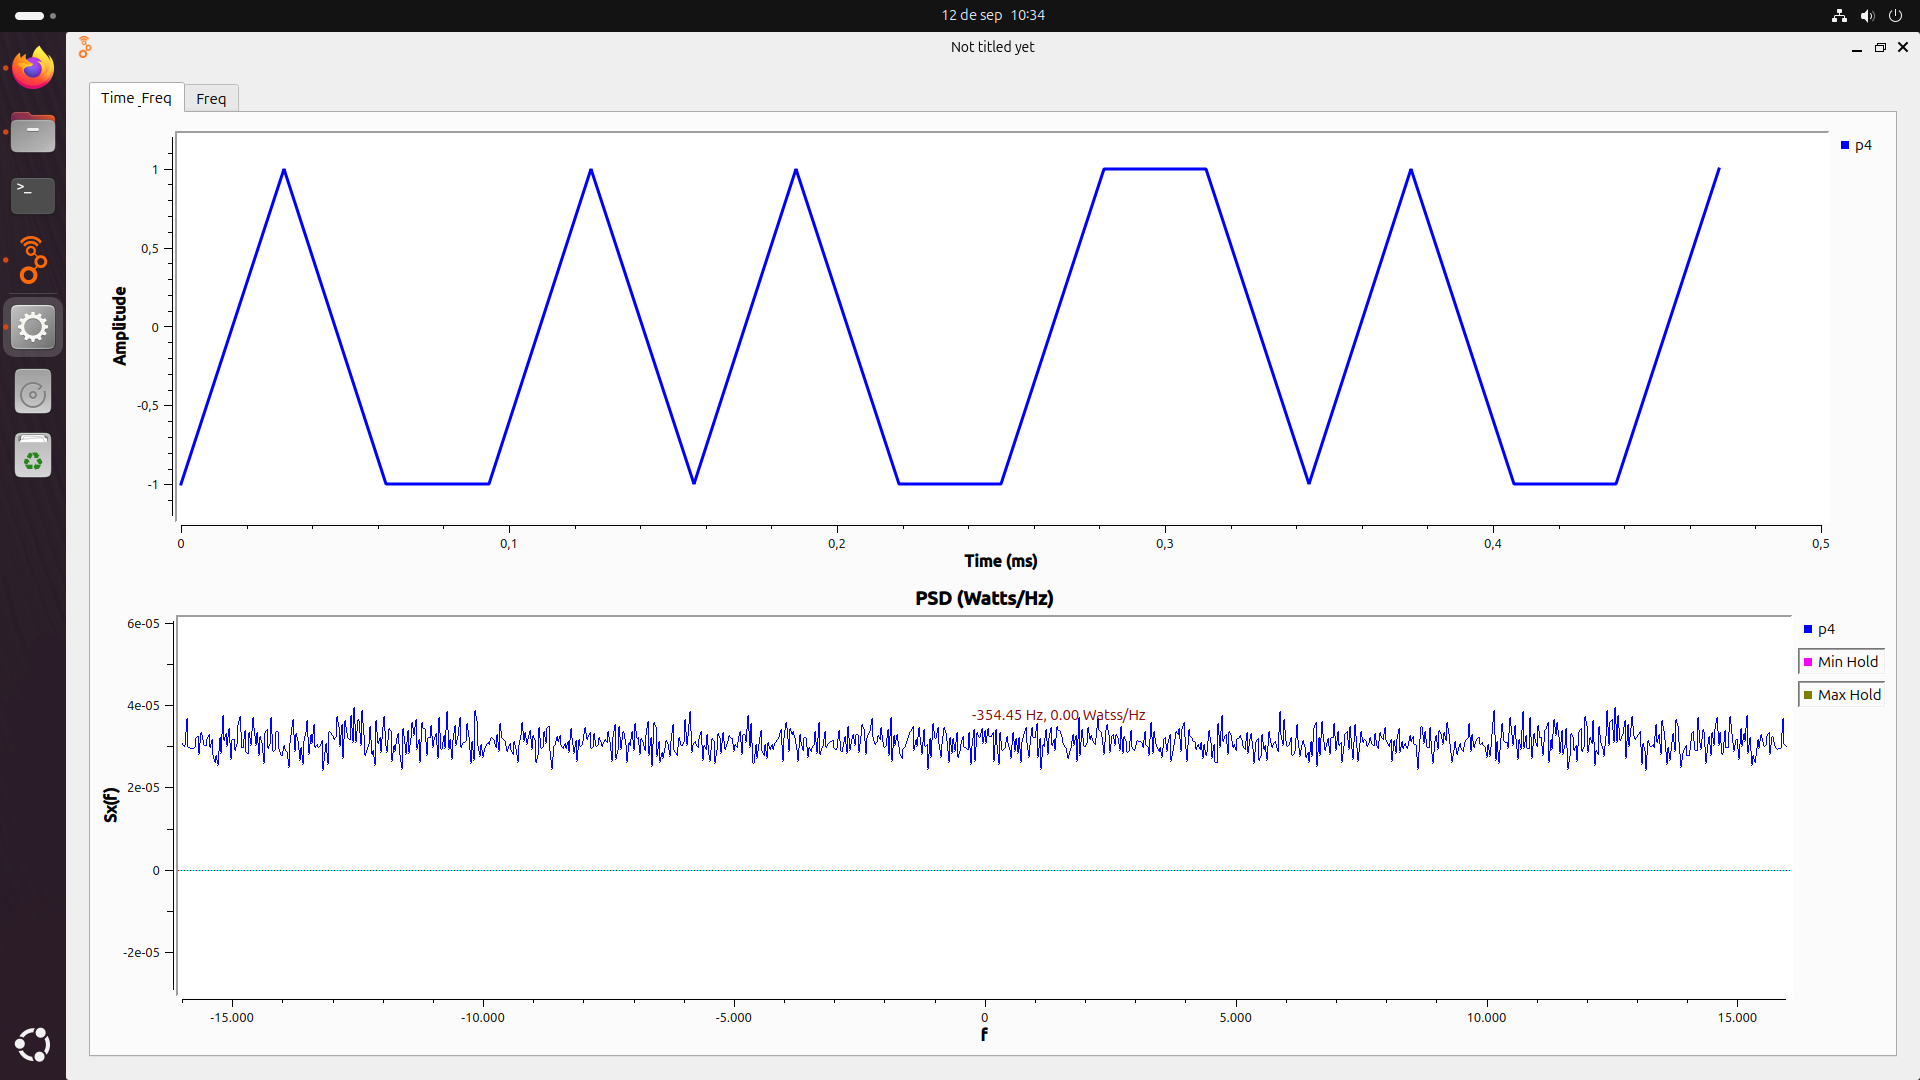 12 de sep 10:34
Not titled yet
Time_Freq
Freq
p4
1
0,5
0
-0,5
-1
Amplitude
0
0,1
0,2
0,3
0,4
0,5
Time (ms)
PSD (Watts/Hz)
6e-05
4e-05
2e-05
0
-2e-05
Sx(f)
-354.45 Hz, 0.00 Watss/Hz
p4
Min Hold
Max Hold
-15.000
-10.000
-5.000
0
5.000
10.000
15.000
f
>_